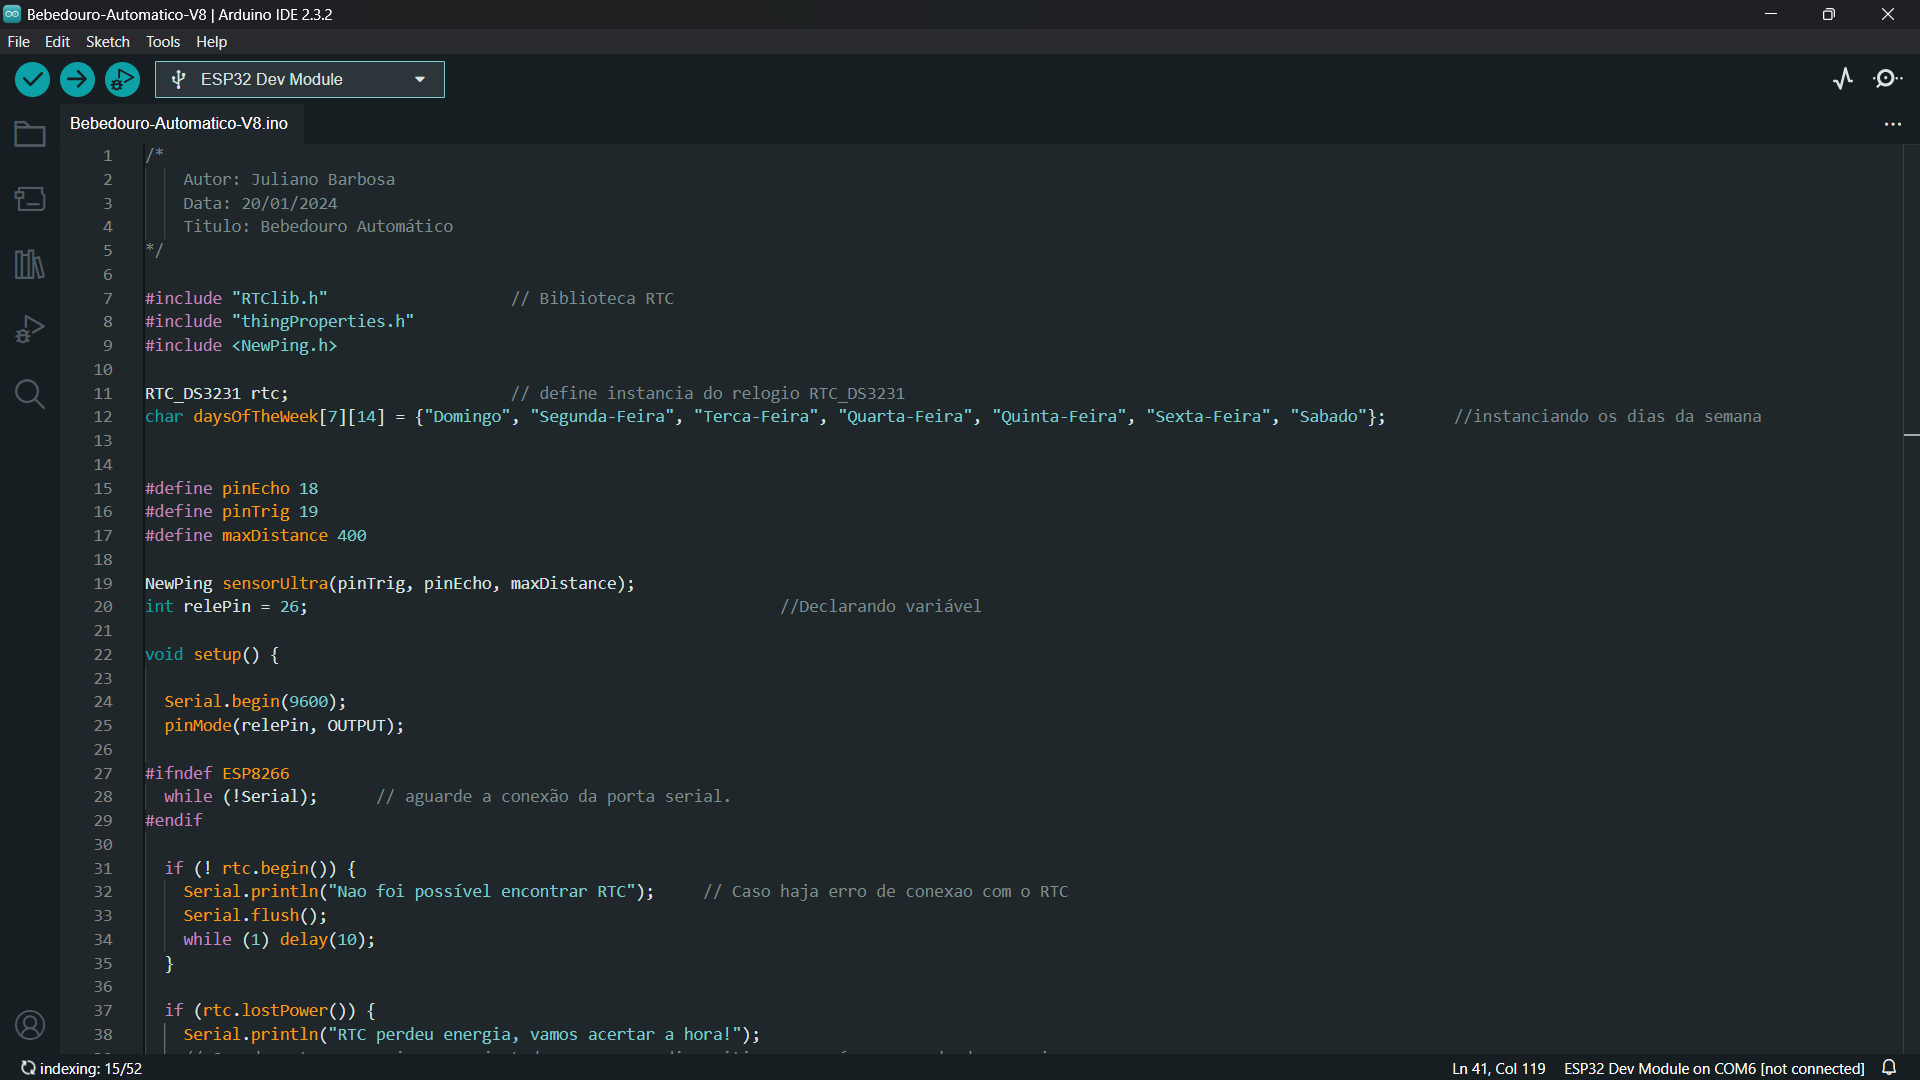 Bebedouro-Automatico-V8 | Arduino IDE 2.3.2
File Edit Sketch Tools Help
ESP32 Dev Module
Bebedouro-Automatico-V8.ino
1 /*
2 Autor: Juliano Barbosa
3 Data: 20/01/2024
4 Titulo: Bebedouro Automático
5 */
6
7 #include "RTClib.h" // Biblioteca RTC
8 #include "thingProperties.h"
9 #include <NewPing.h>
10
11 RTC_DS3231 rtc; // define instancia do relogio RTC_DS3231
12 char daysOfTheWeek[7][14] = {"Domingo", "Segunda-Feira", "Terca-Feira", "Quarta-Feira", "Quinta-Feira", "Sexta-Feira", "Sabado"}; //instanciando os dias da semana
13
14
15 #define pinEcho 18
16 #define pinTrig 19
17 #define maxDistance 400
18
19 NewPing sensorUltra(pinTrig, pinEcho, maxDistance);
20 int relePin = 26; //Declarando variável
21
22 void setup() {
23
24 Serial.begin(9600);
25 pinMode(relePin, OUTPUT);
26
27 #ifndef ESP8266
28 while (!Serial); // aguarde a conexão da porta serial.
29 #endif
30
31 if (! rtc.begin()) {
32 Serial.println("Nao foi possível encontrar RTC"); // Caso haja erro de conexao com o RTC
33 Serial.flush();
34 while (1) delay(10);
35 }
36
37 if (rtc.lostPower()) {
38 Serial.println("RTC perdeu energia, vamos acertar a hora!");
indexing: 15/52 Ln 41, Col 119 ESP32 Dev Module on COM6 [not connected]